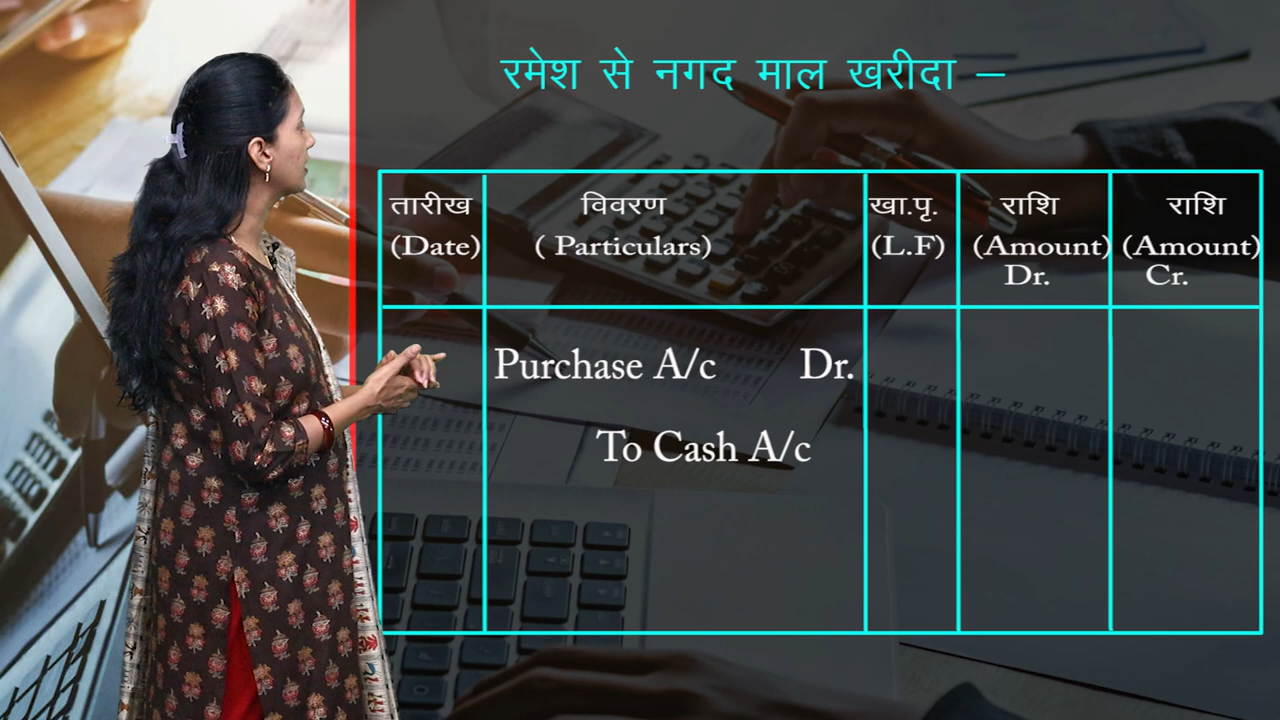 रमेश से नगद माल खरीदा –
तारीख विवरण खा.पृ. राशि राशि
(Date) ( Particulars) (L.F) (Amount) (Amount)
Dr. Cr.
Purchase A/c Dr.
To Cash A/c